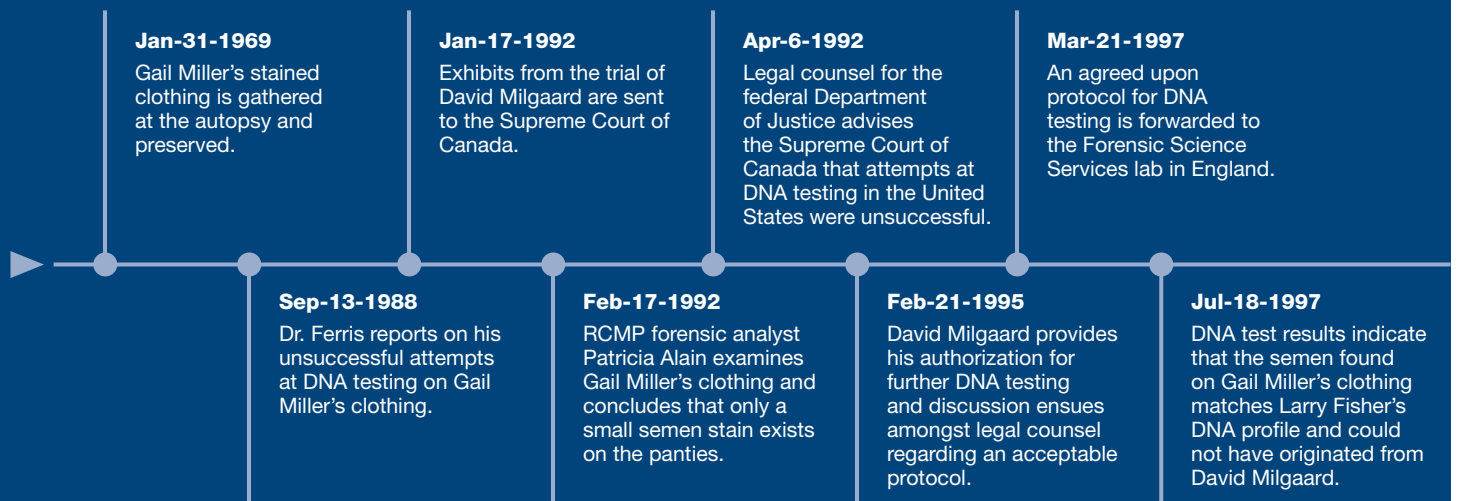 Jan-31-1969
Gail Miller's stained
clothing is gathered
at the autopsy and
preserved.
Sep-13-1988
Dr. Ferris reports on his
unsuccessful attempts
at DNA testing on Gail
Miller's clothing.
Jan-17-1992
Exhibits from the trial of
David Milgaard are sent
to the Supreme Court of
Canada.
Feb-17-1992
RCMP forensic analyst
Patricia Alain examines
Gail Miller's clothing and
concludes that only a
small semen stain exists
on the panties.
Apr-6-1992
Legal counsel for the
federal Department
of Justice advises
the Supreme Court of
Canada that attempts at
DNA testing in the United
States were unsuccessful.
Feb-21-1995
David Milgaard provides
his authorization for
further DNA testing
and discussion ensues
amongst legal counsel
regarding an acceptable
protocol.
Mar-21-1997
An agreed upon
protocol for DNA
testing is forwarded to
the Forensic Science
Services lab in England.
Jul-18-1997
DNA test results indicate
that the semen found
on Gail Miller's clothing
matches Larry Fisher's
DNA profile and could
not have originated from
David Milgaard.